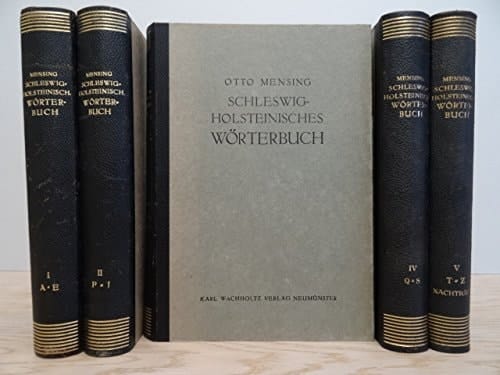 MENSING
SCHLESWIG-
HOLSTEINISCH.
WÖRTER-
BUCH
I
A•E
MENSING
SCHLESWIG-
HOLSTEINISCH.
WÖRTER-
BUCH
II
F•J
OTTO MENSING
SCHLESWIG-
HOLSTEINISCHES
WÖRTERBUCH
KARL WACHHOLTZ VERLAG NEUMÜNSTER
MENSING
SCHLESWIG-
HOLSTEINISCH.
WÖRTER-
BUCH
IV
Q•S
MENSING
SCHLESWIG-
HOLSTEINISCH.
WÖRTER-
BUCH
V
T•Z